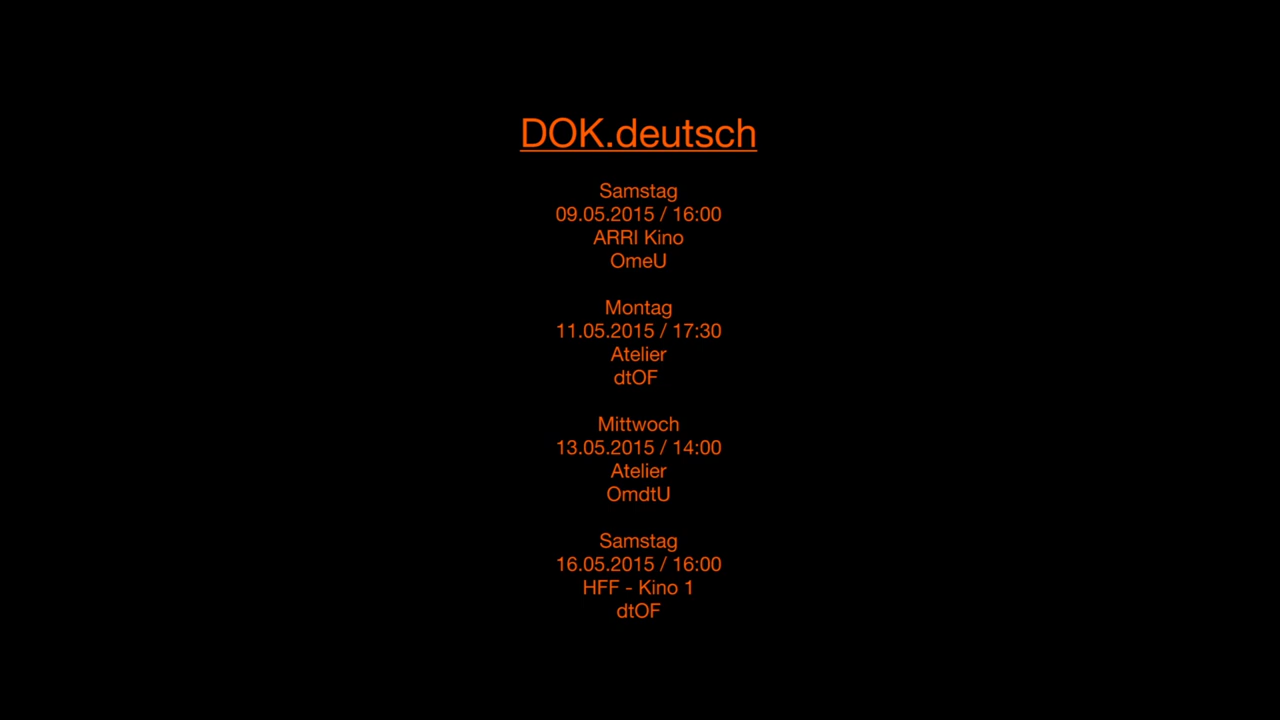 DOK.deutsch
Samstag
09.05.2015 / 16:00
ARRI Kino
OmeU
Montag
11.05.2015 / 17:30
Atelier
dtOF
Mittwoch
13.05.2015 / 14:00
Atelier
OmdtU
Samstag
16.05.2015 / 16:00
HFF - Kino 1
dtOF